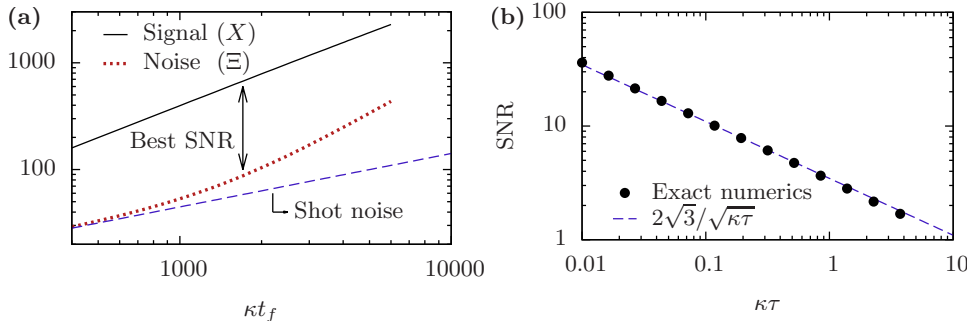 (a)
Signal (X)
Noise (Ξ)
1000
100
Best SNR
Shot noise
1000
10000
κt_f
(b)
100
10
1
SNR
Exact numerics
2√3/√κτ
0.01
0.1
1
10
κτ